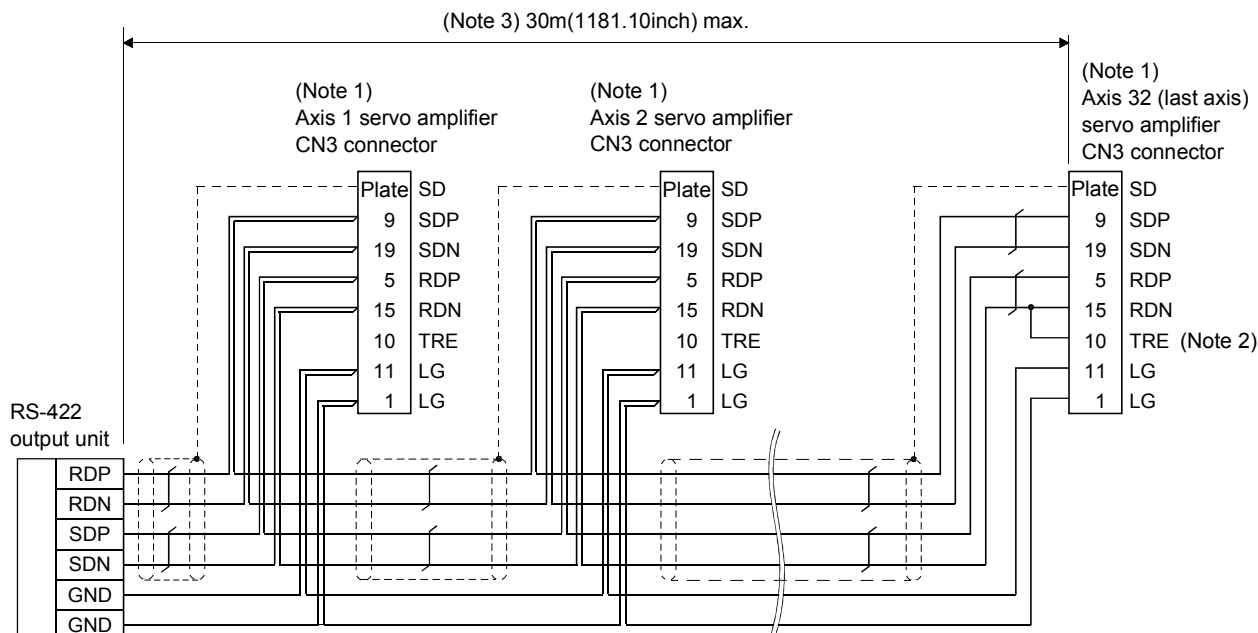 (Note 3) 30m(1181.10inch) max.
(Note 1)
Axis 1 servo amplifier
CN3 connector
Plate SD
9 SDP
19 SDN
5 RDP
15 RDN
10 TRE
11 LG
1 LG
(Note 1)
Axis 2 servo amplifier
CN3 connector
Plate SD
9 SDP
19 SDN
5 RDP
15 RDN
10 TRE
11 LG
1 LG
(Note 1)
Axis 32 (last axis)
servo amplifier
CN3 connector
Plate SD
9 SDP
19 SDN
5 RDP
15 RDN
10 TRE (Note 2)
11 LG
1 LG
RS-422
output unit
RDP
RDN
SDP
SDN
GND
GND